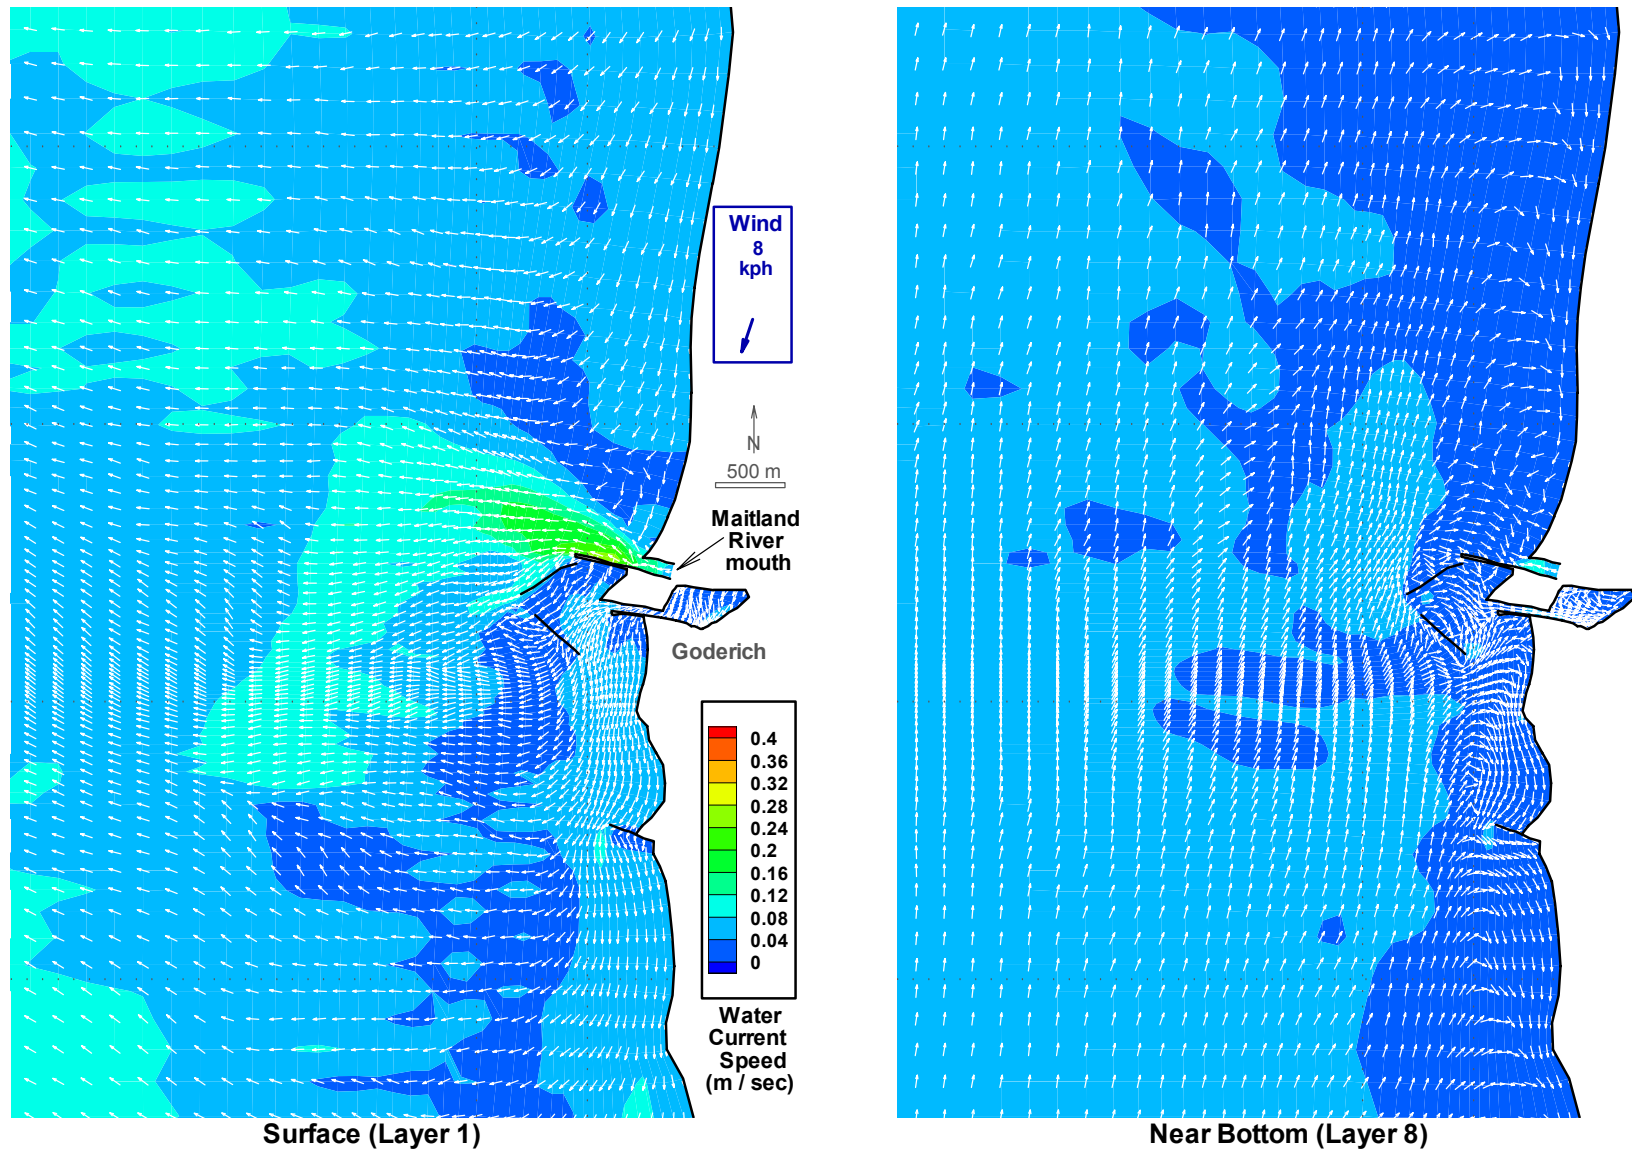 Wind
8
kph
N
500 m
Maitland
River
mouth
Goderich
0.4
0.36
0.32
0.28
0.24
0.2
0.16
0.12
0.08
0.04
0
Water
Current
Speed
(m / sec)
Surface (Layer 1)
Near Bottom (Layer 8)